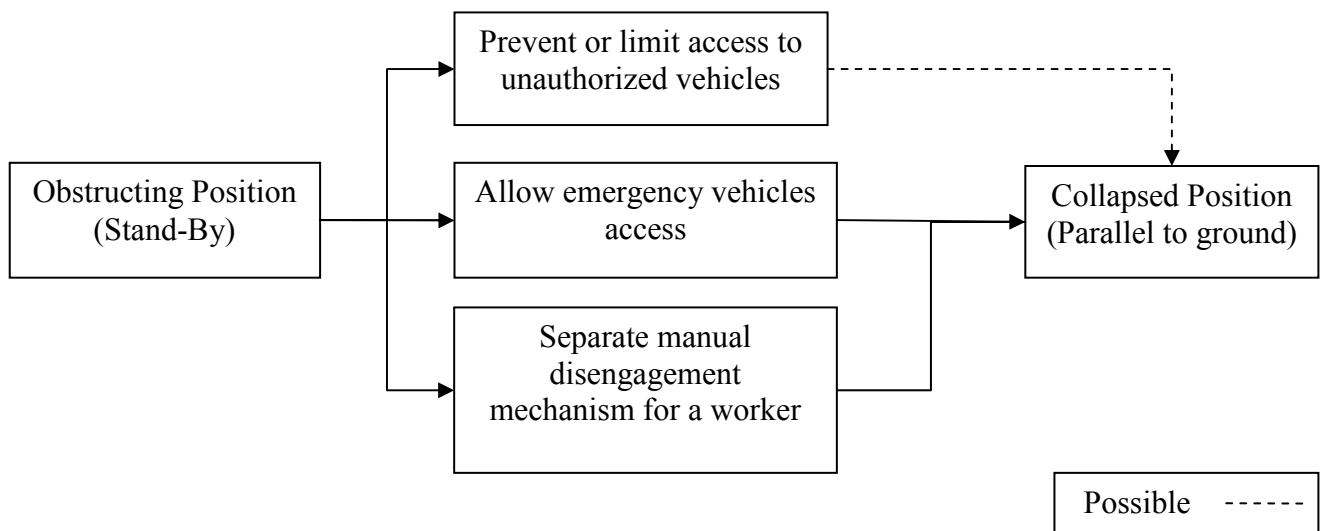 Prevent or limit access to
unauthorized vehicles
Obstructing Position
(Stand-By)
Allow emergency vehicles
access
Collapsed Position
(Parallel to ground)
Separate manual
disengagement
mechanism for a worker
Possible